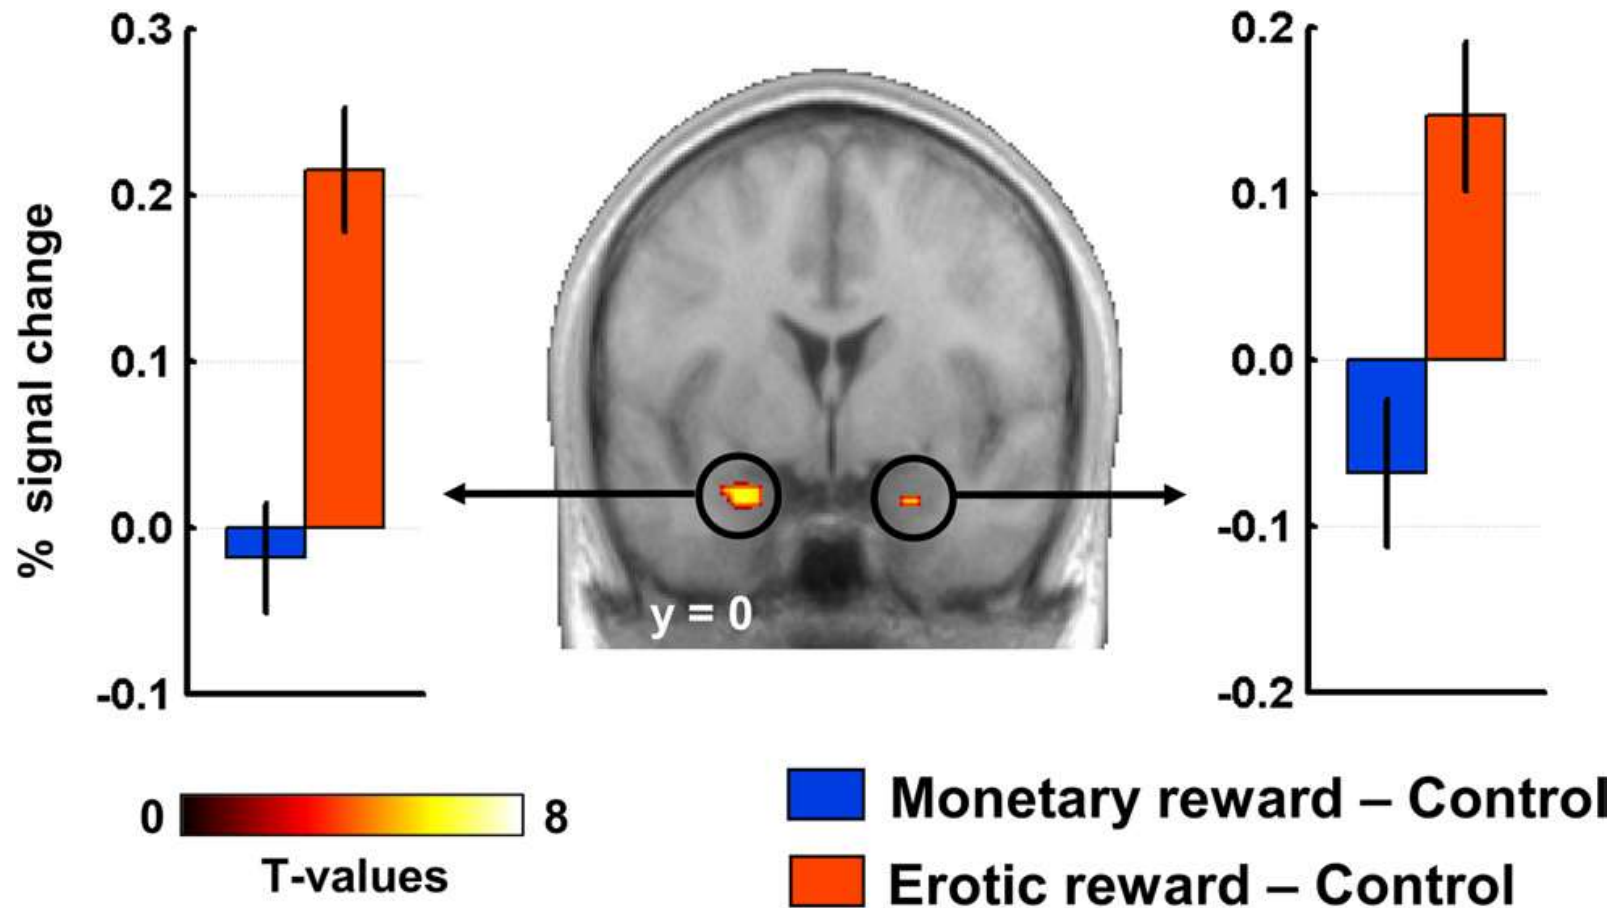 % signal change
0.3
0.2
0.1
0.0
-0.1
y = 0
0.2
0.1
0.0
-0.1
-0.2
0
8
T-values
Monetary reward – Control
Erotic reward – Control